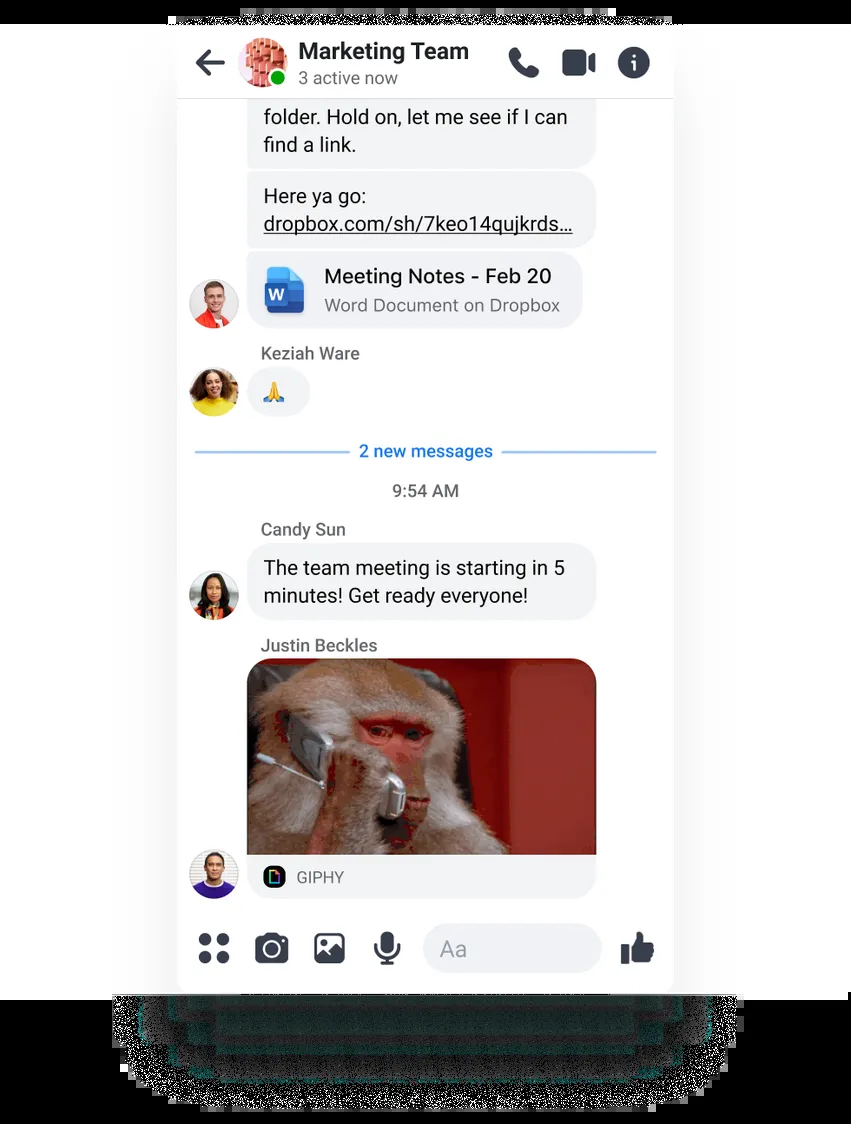 Marketing Team
3 active now
folder. Hold on, let me see if I can
find a link.
Here ya go:
dropbox.com/sh/7keo14qujkrds...
Meeting Notes - Feb 20
W
Word Document on Dropbox
Keziah Ware
2 new messages
9:54 AM
Candy Sun
The team meeting is starting in 5
minutes! Get ready everyone!
Justin Beckles
GIPHY
Aa